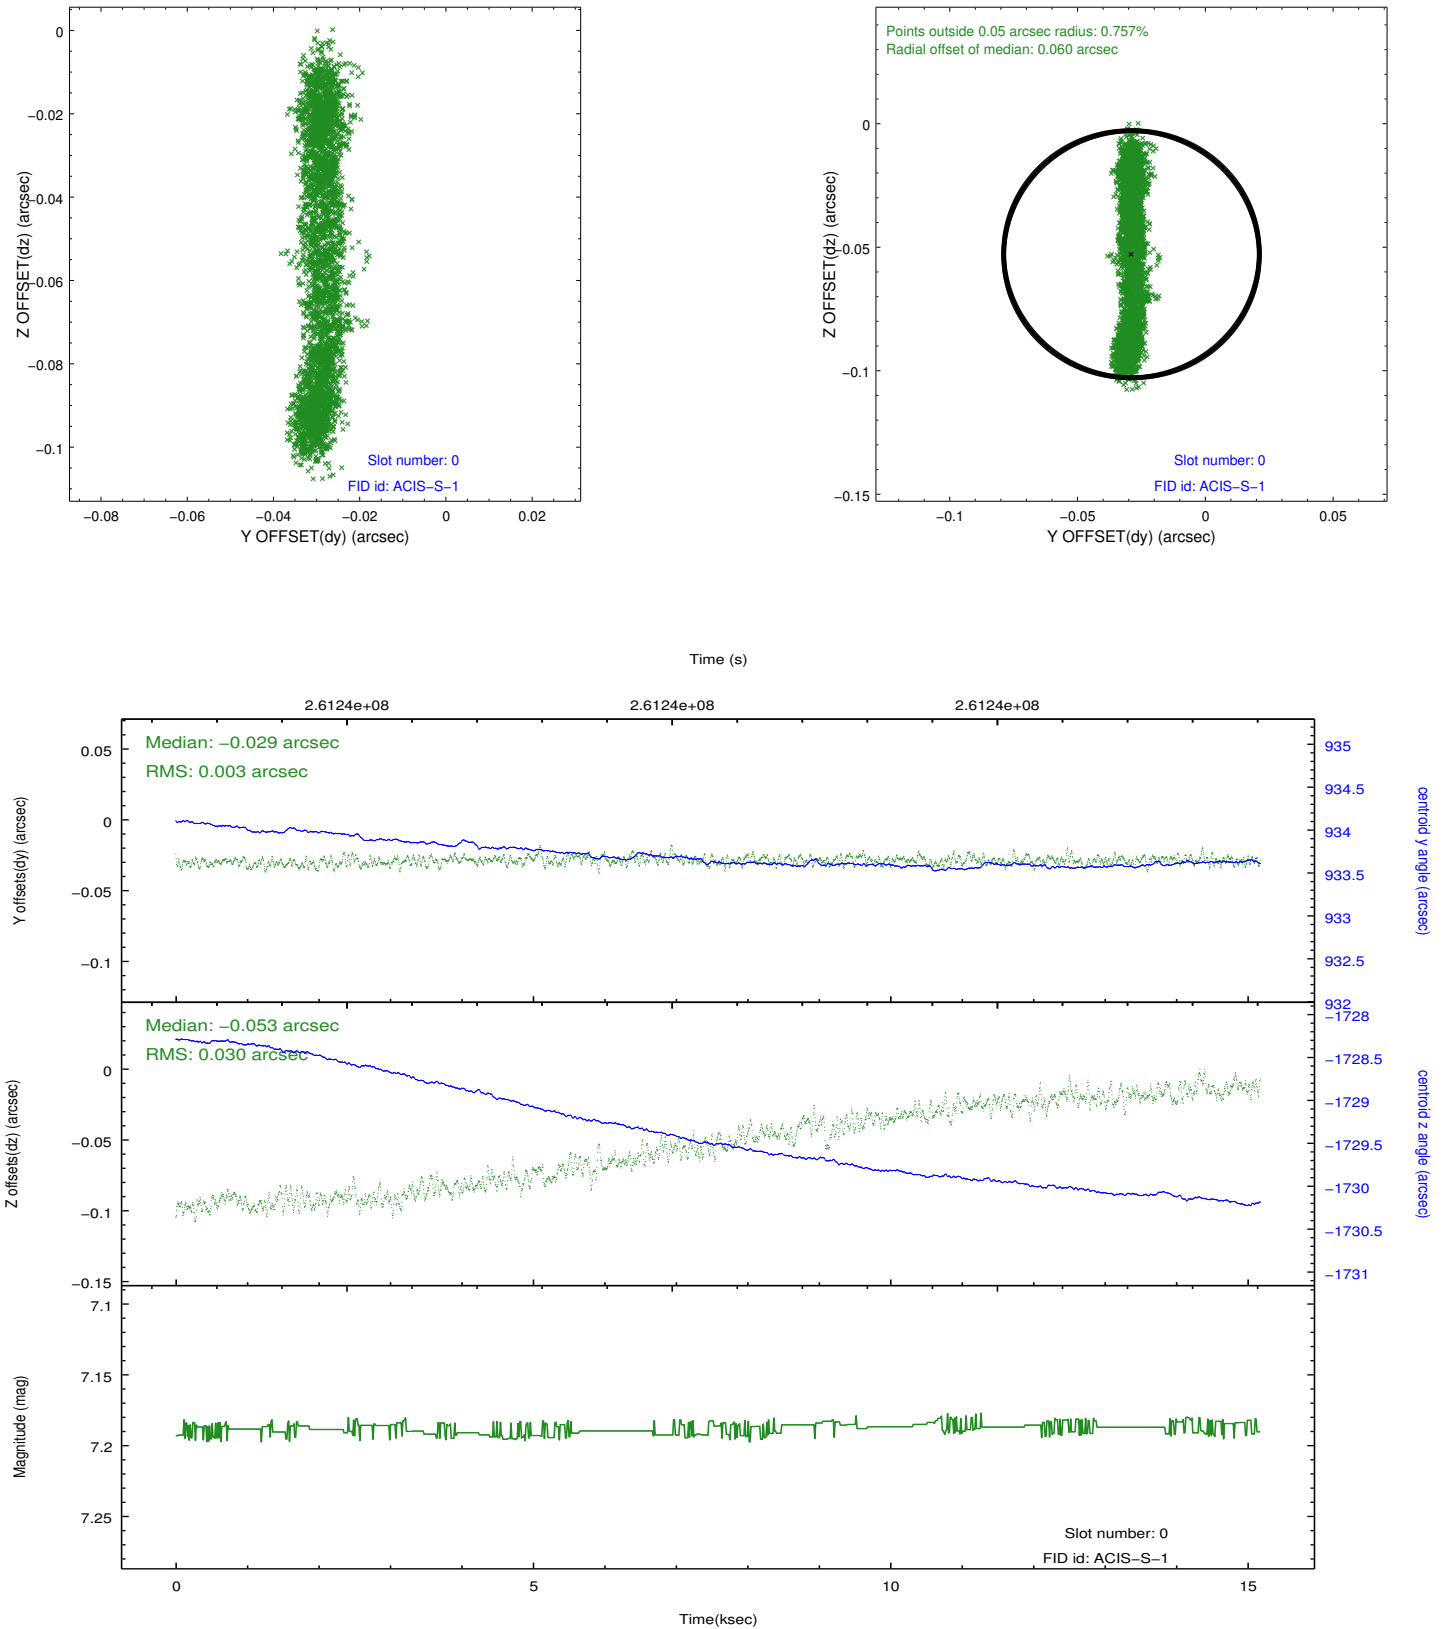 0
−0.02
−0.04
−0.06
−0.08
−0.1
Z OFFSET(dz) (arcsec)
Slot number: 0
FID id: ACIS−S−1
−0.08
−0.06
−0.04
−0.02
0
0.02
Y OFFSET(dy) (arcsec)
Points outside 0.05 arcsec radius: 0.757%
Radial offset of median: 0.060 arcsec
0
−0.05
−0.1
−0.15
Z OFFSET(dz) (arcsec)
Slot number: 0
FID id: ACIS−S−1
−0.1
−0.05
0
0.05
Y OFFSET(dy) (arcsec)
Time (s)
2.6124e+08
2.6124e+08
2.6124e+08
Median: −0.029 arcsec
RMS: 0.003 arcsec
0.05
0
−0.05
−0.1
Y offsets(dy) (arcsec)
935
934.5
934
933.5
933
932.5
932
centroid y angle (arcsec)
Median: −0.053 arcsec
RMS: 0.030 arcsec
0
−0.05
−0.1
−0.15
Z offsets(dz) (arcsec)
−1728
−1728.5
−1729
−1729.5
−1730
−1730.5
−1731
centroid z angle (arcsec)
7.1
7.15
7.2
7.25
Magnitude (mag)
Slot number: 0
FID id: ACIS−S−1
0
5
10
15
Time(ksec)